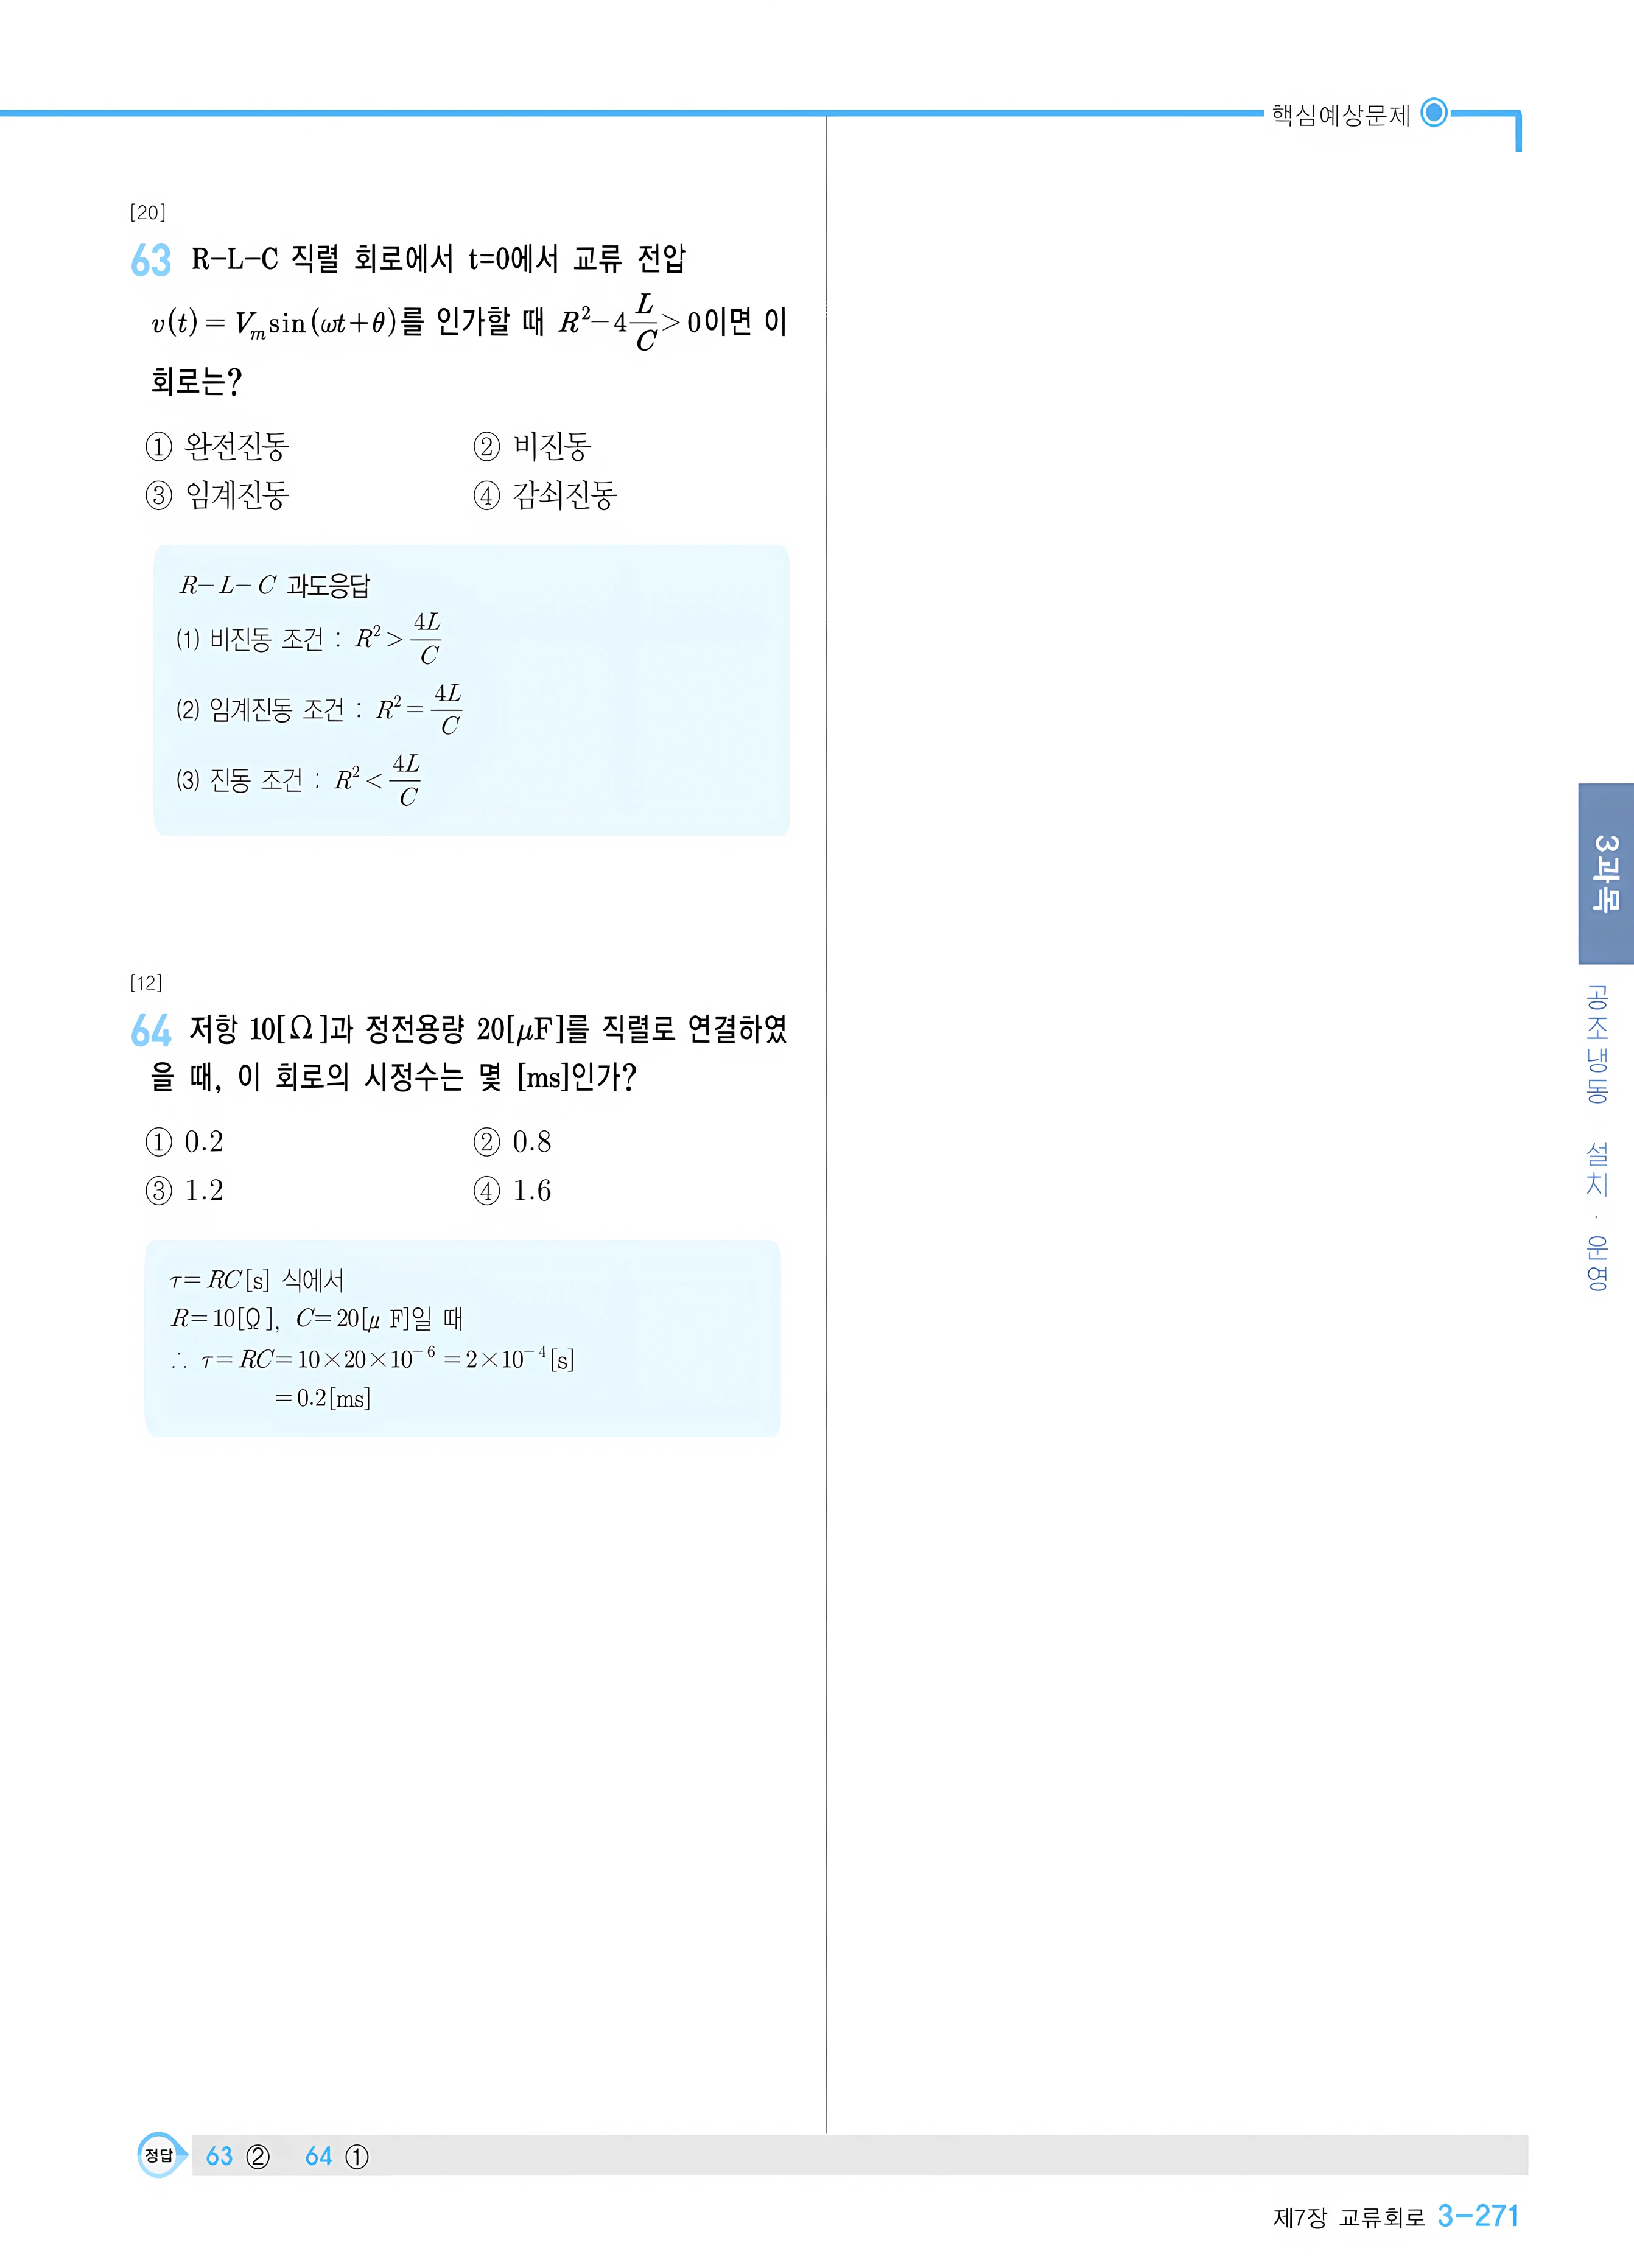 핵심예상문제
[20]
63 R-L-C 직렬 회로에서 t=0에서 교류 전압
v(t) = Vₘsin(ωt+θ)를 인가할 때 R²-4L/C > 0이면 이
회로는?
① 완전진동 ② 비진동
③ 임계진동 ④ 감쇠진동
R-L-C 과도응답
(1) 비진동 조건 : R² > 4L/C
(2) 임계진동 조건 : R² = 4L/C
(3) 진동 조건 : R² < 4L/C
[12]
64 저항 10[Ω]과 정전용량 20[μF]를 직렬로 연결하였
을 때, 이 회로의 시정수는 몇 [ms]인가?
① 0.2 ② 0.8
③ 1.2 ④ 1.6
τ = RC[s] 식에서
R = 10[Ω], C = 20[μ F]일 때
∴ τ = RC = 10×20×10⁻⁶ = 2×10⁻⁴[s]
= 0.2[ms]
3과목
공조냉동 설치·운영
정답 63 ② 64 ①
제7장 교류회로 3-271